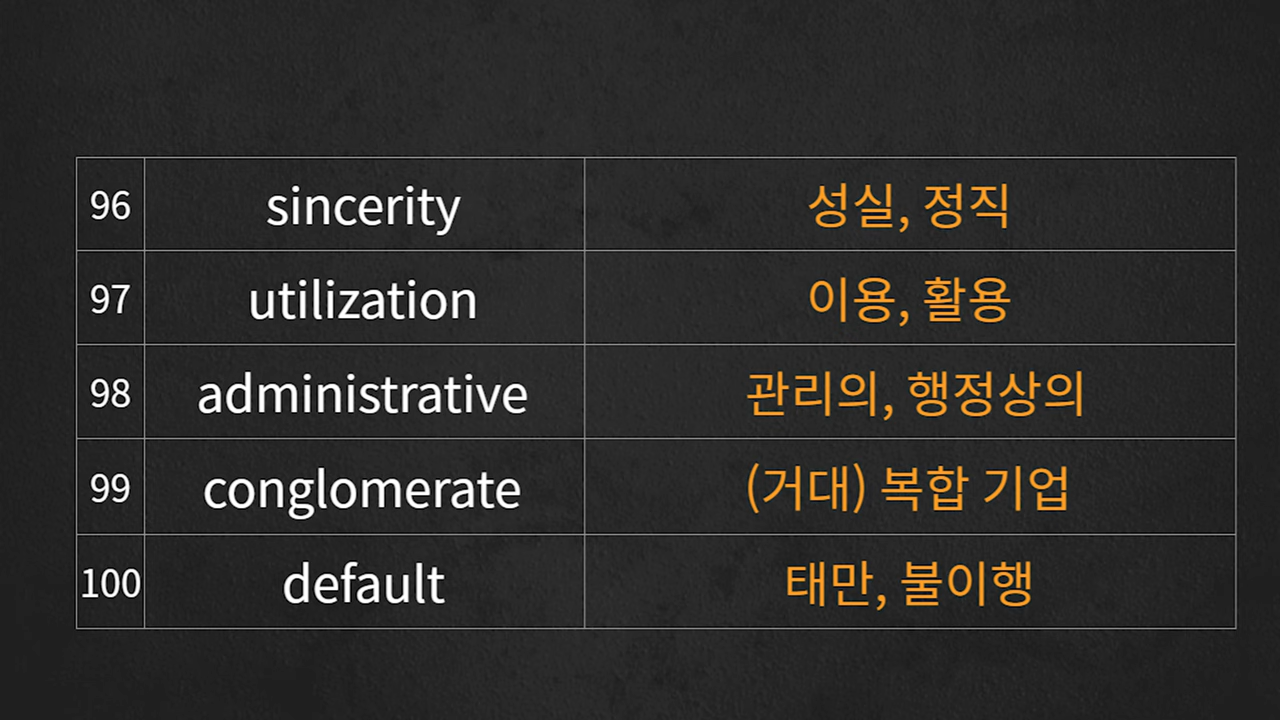 96 sincerity 성실, 정직
97 utilization 이용, 활용
98 administrative 관리의, 행정상의
99 conglomerate (거대) 복합 기업
100 default 태만, 불이행